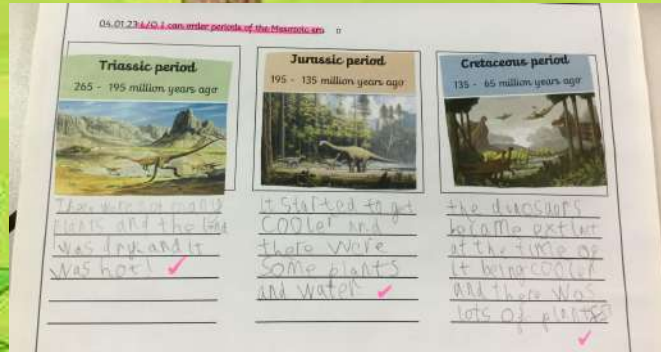 04.01.23 L/O I can order periods of the Mesozoic era
Triassic period
265 - 195 million years ago
There were not many
plants and the land
was dry and it
was hot!
Jurassic period
195 - 135 million years ago
it started to get
cooler and
there were
some plants
and water
Cretaceous period
135 - 65 million years ago
the
became extinct
at the time of
it being cooler
and there was
lots of plants